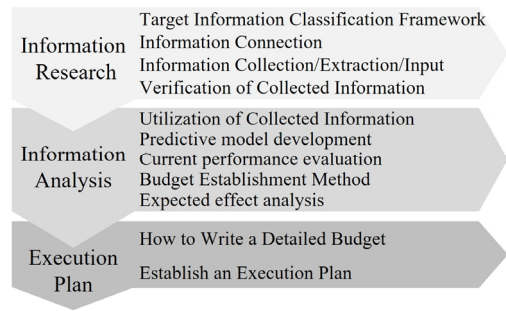 Information
Research
Target Information Classification Framework
Information Connection
Information Collection/Extraction/Input
Verification of Collected Information
Information
Analysis
Utilization of Collected Information
Predictive model development
Current performance evaluation
Budget Establishment Method
Expected effect analysis
Execution
Plan
How to Write a Detailed Budget
Establish an Execution Plan